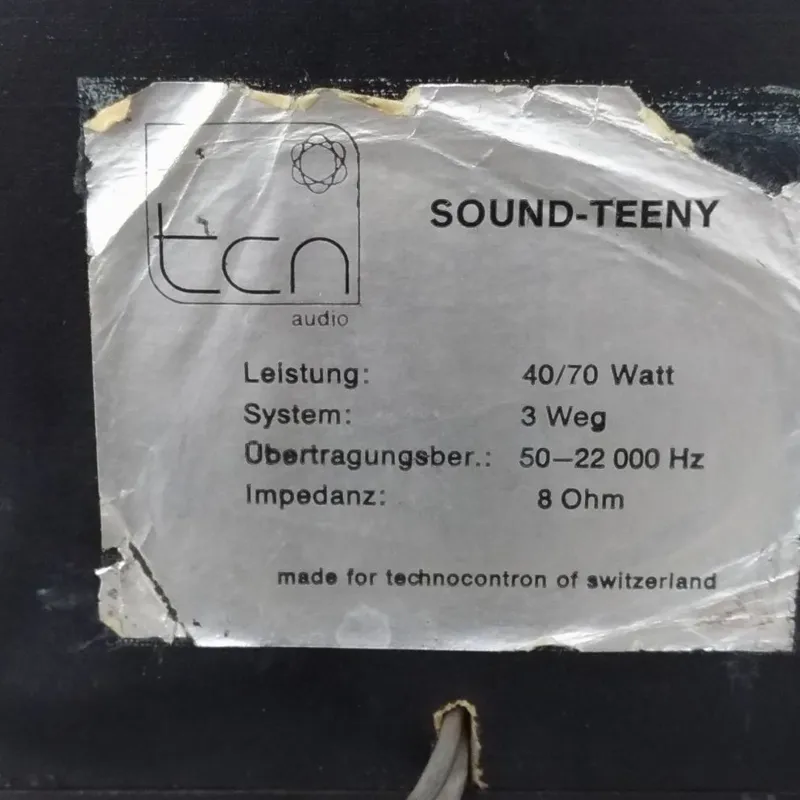 tcn
audio
SOUND-TEENY
Leistung: 40/70 Watt
System: 3 Weg
Übertragungsber.: 50–22 000 Hz
Impedanz: 8 Ohm
made for technocontron of switzerland